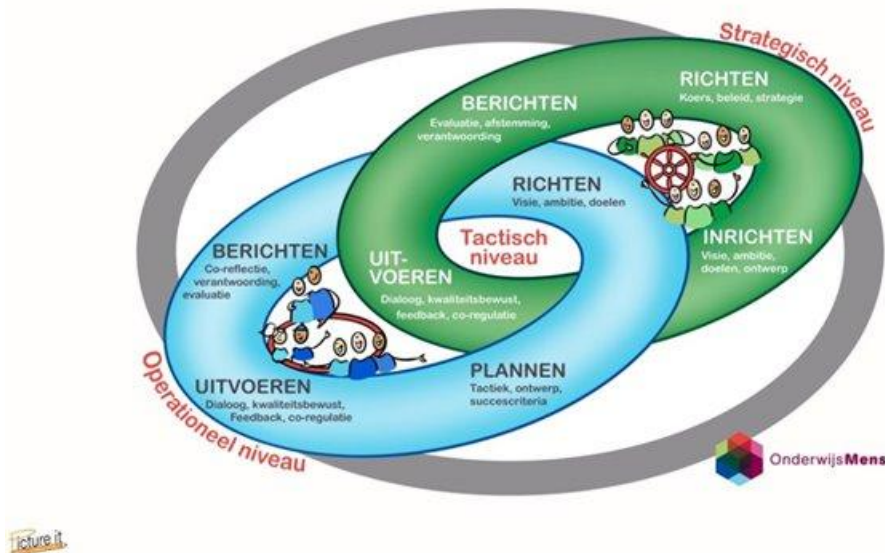 Strategisch niveau
RICHTEN
Koers, beleid, strategie
BERICHTEN
Evaluatie, afstemming,
verantwoording
RICHTEN
Visie, ambitie, doelen
INRICHTEN
Visie, ambitie,
doelen, ontwerp
Tactisch
niveau
BERICHTEN
Co-reflectie,
verantwoording,
evaluatie
UIT-
VOEREN
Dialoog, kwaliteitsbewust,
feedback, co-regulatie
PLANNEN
Tactiek, ontwerp,
succescriteria
UITVOEREN
Dialoog, kwaliteitsbewust,
Feedback, co-regulatie
Operationeel niveau
OnderwijsMens
Picture it